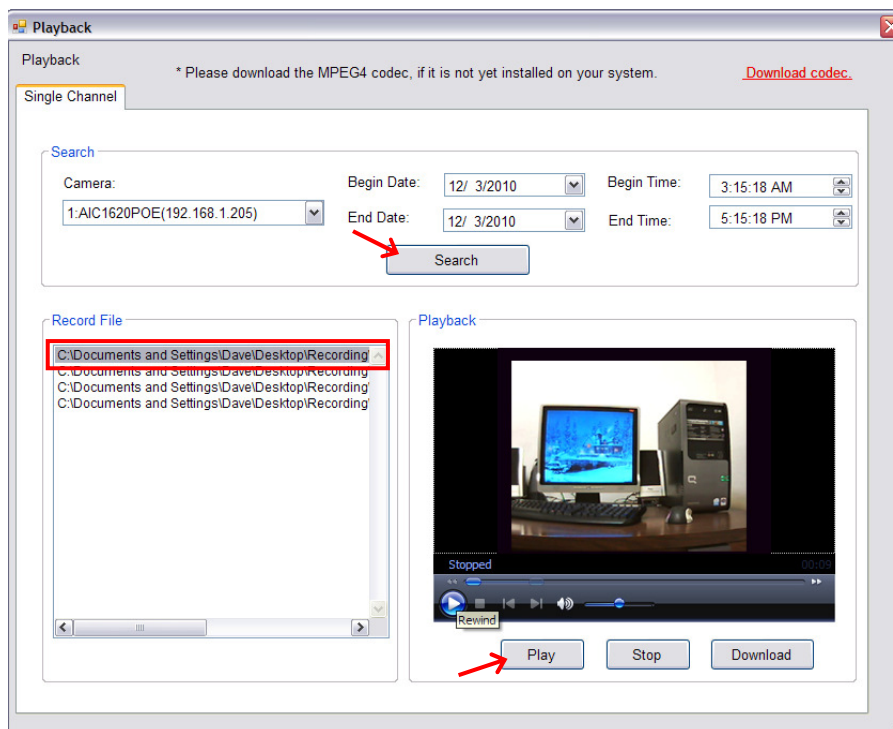 Playback
Playback
* Please download the MPEG4 codec, if it is not yet installed on your system.
Download codec.
Single Channel
Search
Camera:
1:AIC1620POE(192.168.1.205)
Begin Date:
12/ 3/2010
Begin Time:
3:15:18 AM
End Date:
12/ 3/2010
End Time:
5:15:18 PM
Search
Record File
C:\Documents and Settings\Dave\Desktop\Recording\
C:\Documents and Settings\Dave\Desktop\Recording\
C:\Documents and Settings\Dave\Desktop\Recording\
C:\Documents and Settings\Dave\Desktop\Recording\
Playback
Stopped
00:09
Rewind
Play
Stop
Download